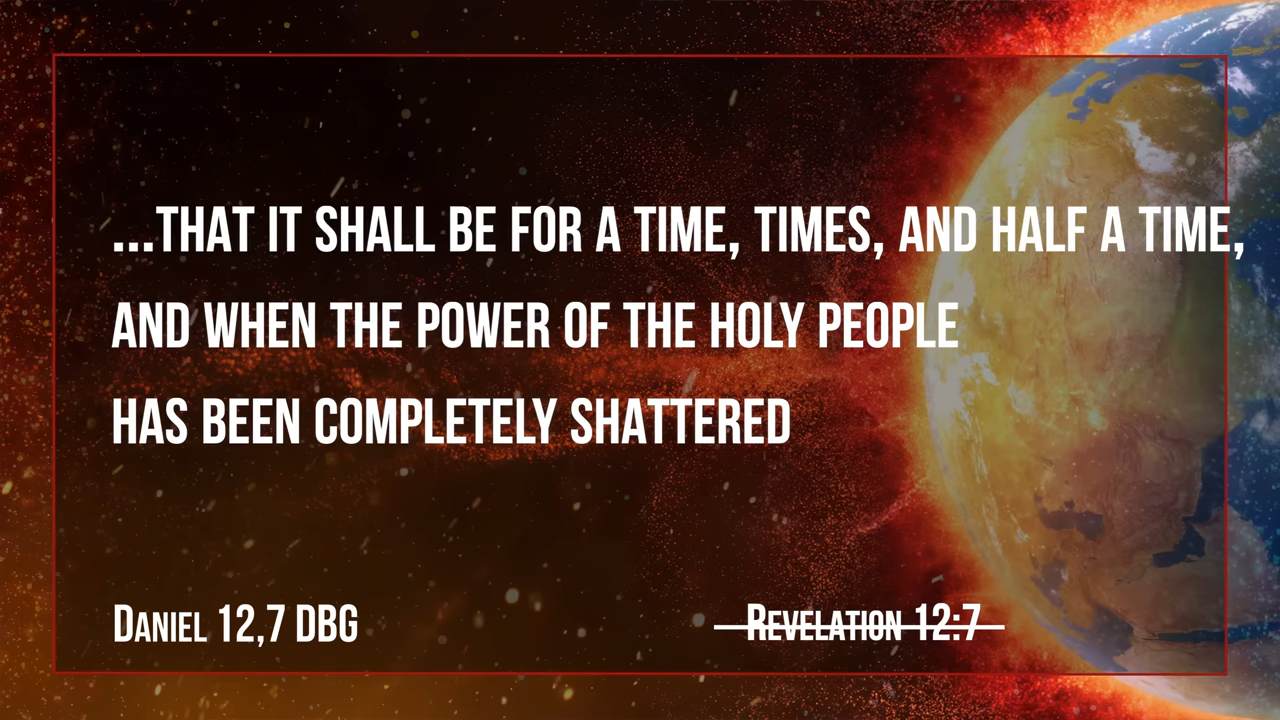 ...THAT IT SHALL BE FOR A TIME, TIMES, AND HALF A TIME,
AND WHEN THE POWER OF THE HOLY PEOPLE
HAS BEEN COMPLETELY SHATTERED
DANIEL 12,7 DBG
REVELATION 12:7